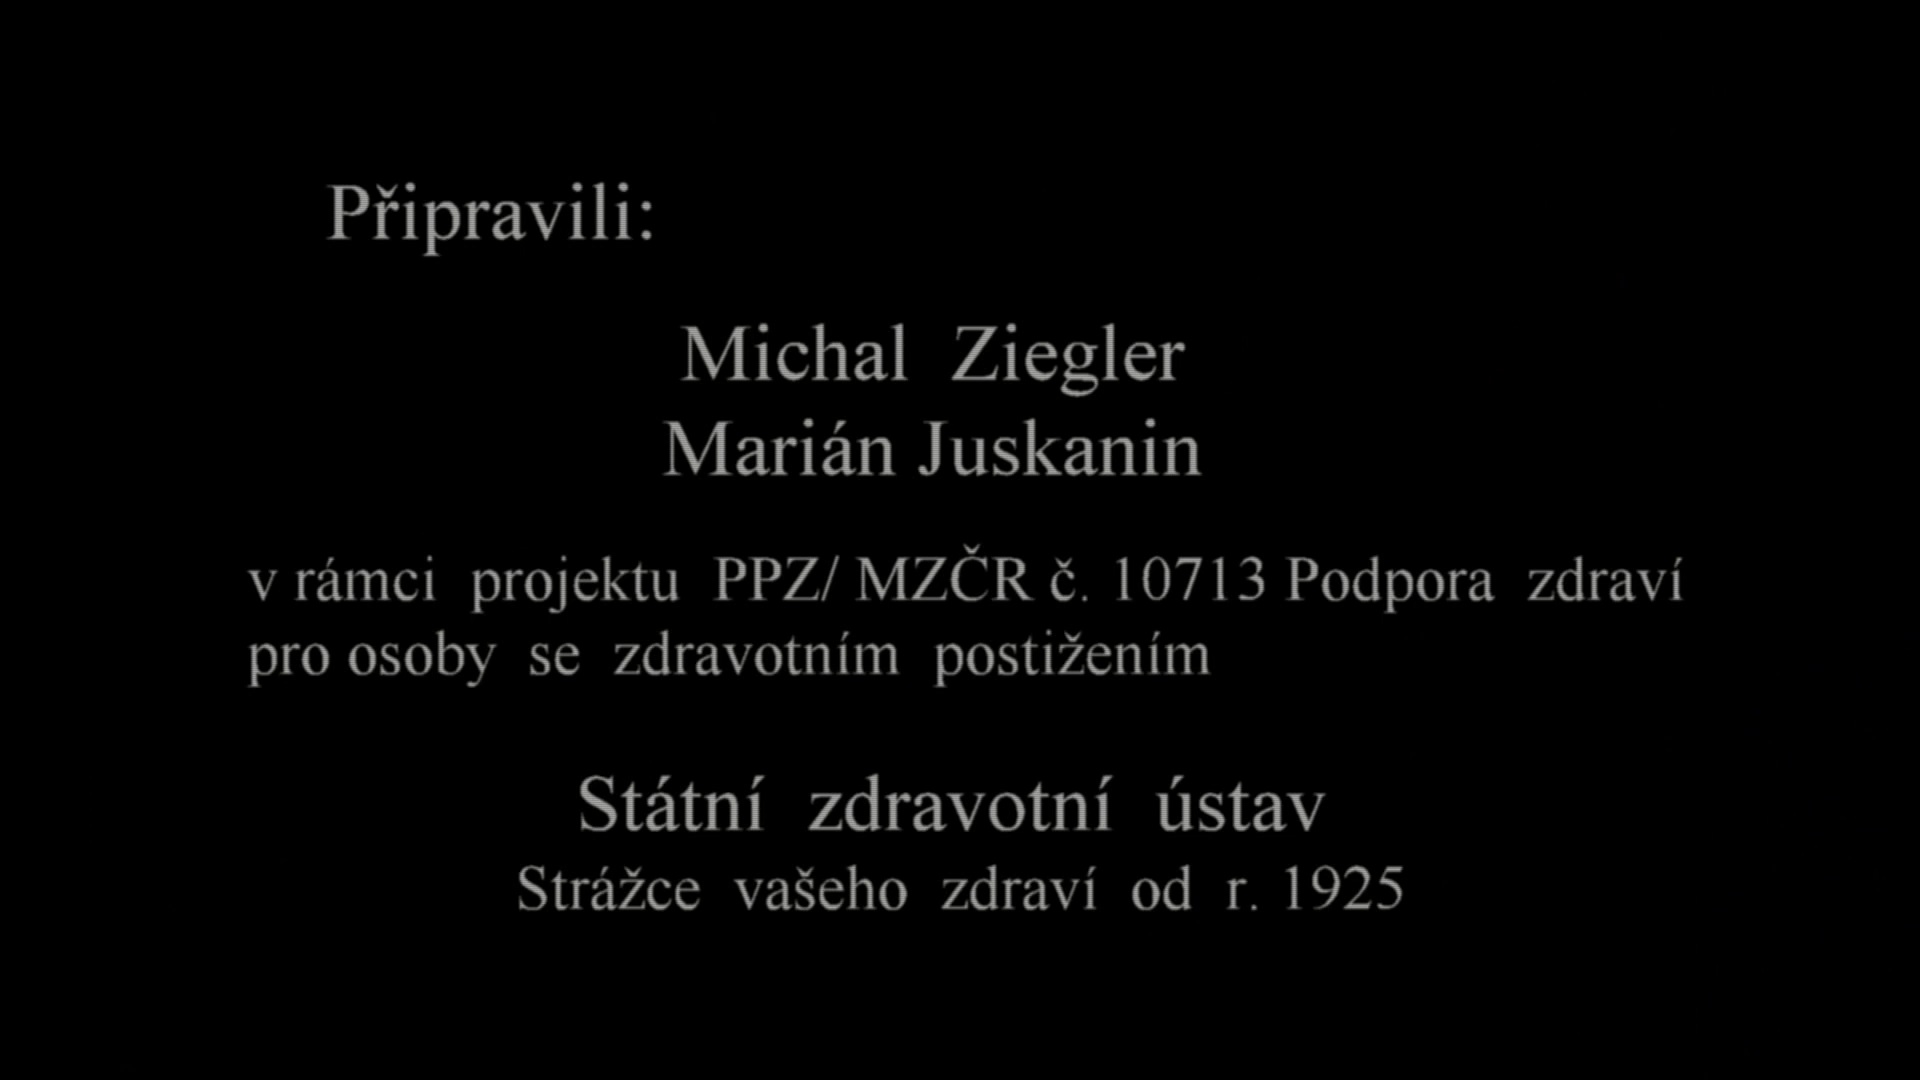 Připravili:
Michal Ziegler
Marián Juskanin
v rámci projektu PPZ/ MZČR č. 10713 Podpora zdraví
pro osoby se zdravotním postižením
Státní zdravotní ústav
Strážce vašeho zdraví od r. 1925